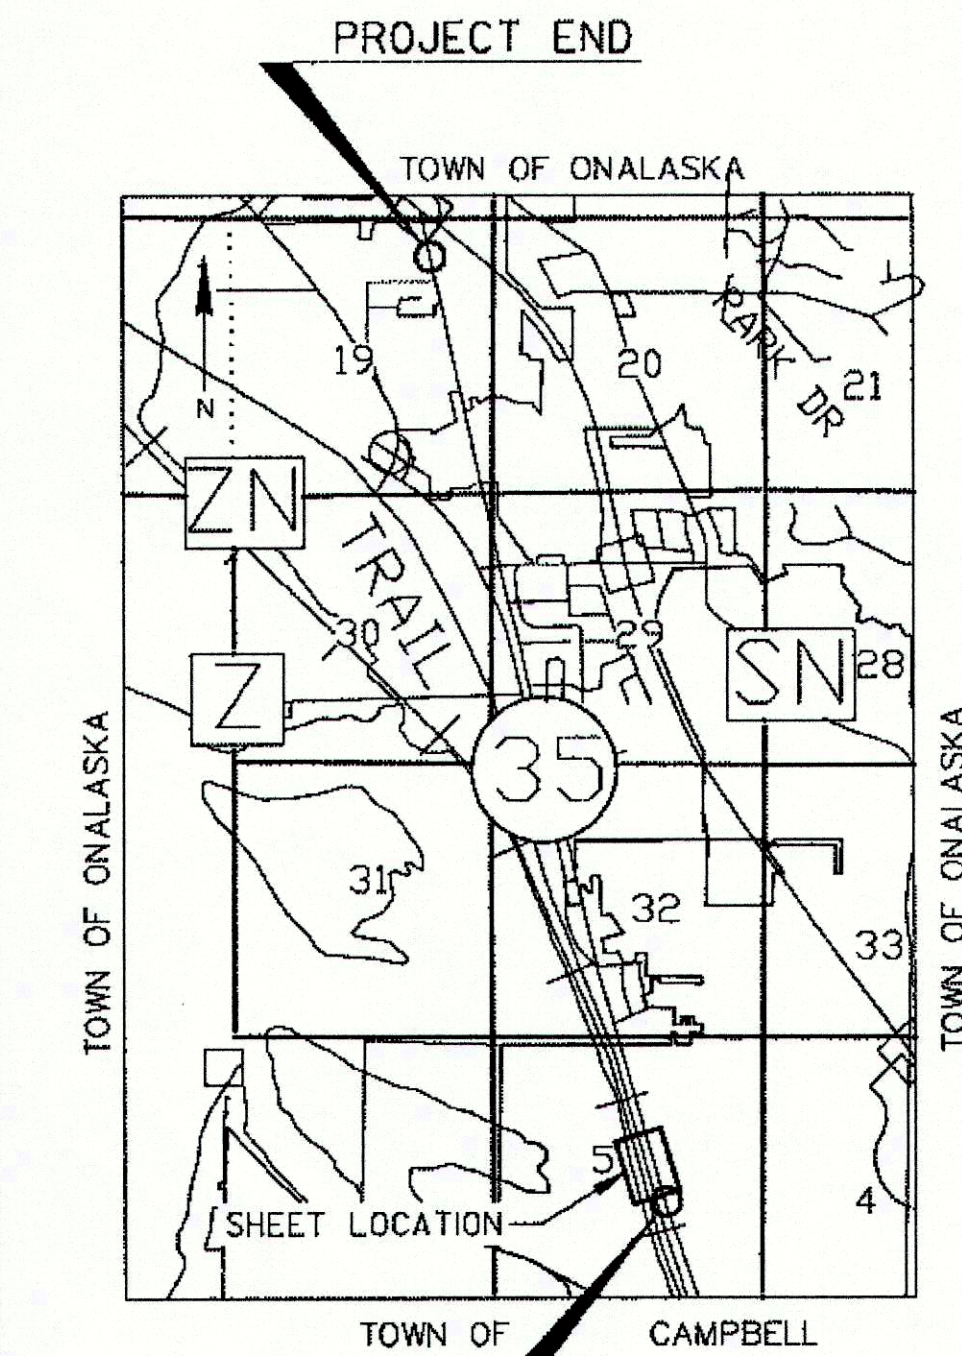 PROJECT END
TOWN OF ONALASKA
PARK DR
19
20
21
N
ZN
TRAIL
30
29
28
Z
SN
35
TOWN OF ONALASKA
TOWN OF ONALASKA
31
32
33
5
4
SHEET LOCATION
TOWN OF CAMPBELL